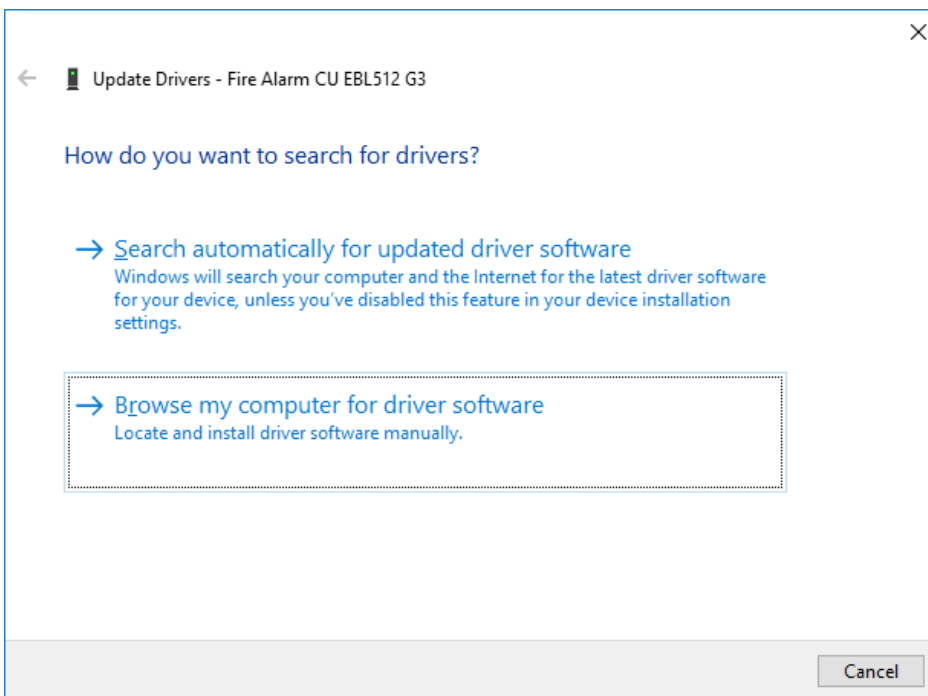 Update Drivers - Fire Alarm CU EBL512 G3
How do you want to search for drivers?
Search automatically for updated driver software
Windows will search your computer and the Internet for the latest driver software
for your device, unless you've disabled this feature in your device installation
settings.
Browse my computer for driver software
Locate and install driver software manually.
Cancel